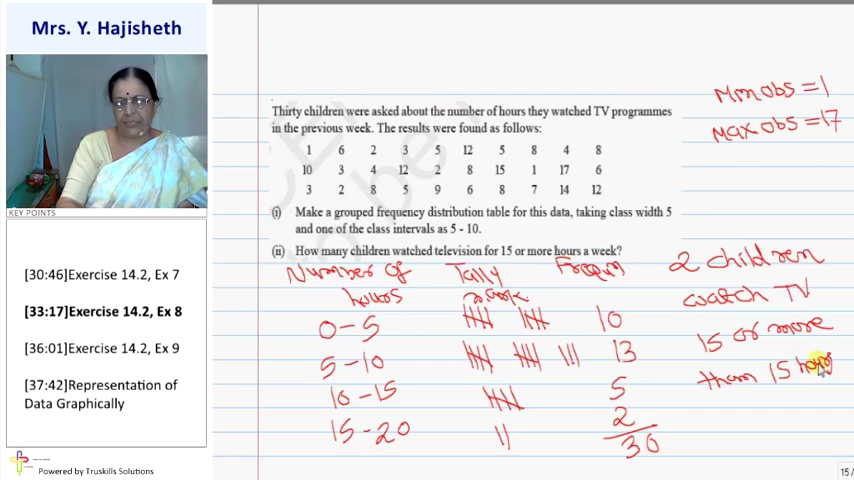 Mrs. Y. Hajisheth
KEY POINTS
[30:46]Exercise 14.2, Ex 7
[33:17]Exercise 14.2, Ex 8
[36:01]Exercise 14.2, Ex 9
[37:42]Representation of
Data Graphically
Powered by Truskills Solutions
Min obs = 1
Max obs = 17
Thirty children were asked about the number of hours they watched TV programmes
in the previous week. The results were found as follows:
1 6 2 3 5 12 5 8 4 8
10 3 4 12 2 8 15 1 17 6
3 2 8 5 9 6 8 7 14 12
(i) Make a grouped frequency distribution table for this data, taking class width 5
and one of the class intervals as 5 - 10.
(ii) How many children watched television for 15 or more hours a week?
Number of Tally Frequn
hours mark
0-5 10
5-10 13
10-15 5
15-20 2
30
2 children
watch TV
15 or more
than 15 hours
15/